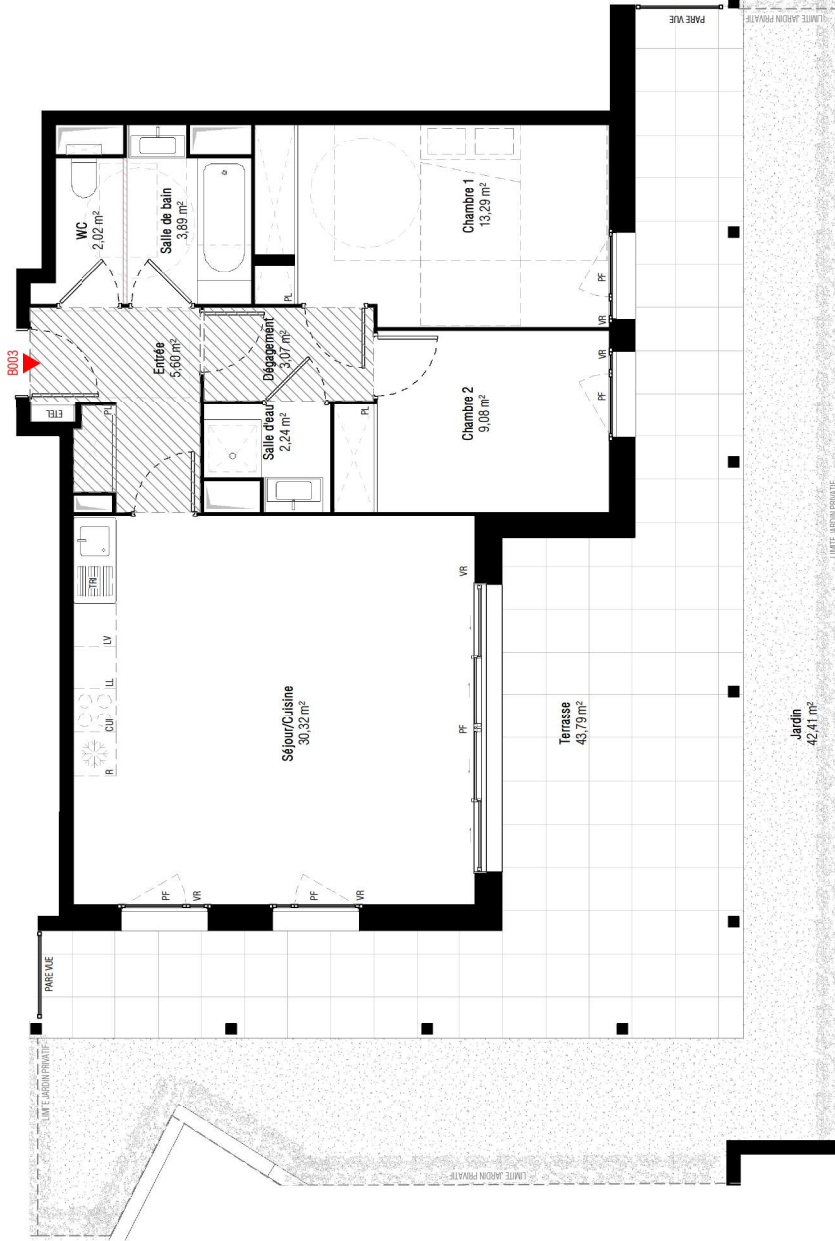 PARE VUE
LIMITE JARDIN PRIVATIF
B003
WC
2,02 m²
Salle de bain
3,89 m²
Chambre 1
13,29 m²
PL
PF
VR
Entrée
5,60 m²
Dégagement
3,07 m²
ETEL
PL
Salle d'eau
2,24 m²
PL
Chambre 2
9,08 m²
VR
PF
TRI
LV
LL
CUI
R
Séjour/Cuisine
30,32 m²
VR
PF
Terrasse
43,79 m²
Jardin
42,41 m²
LIMITE JARDIN PRIVATIF
PF
VR
PF
VR
PARE VUE
LIMITE JARDIN PRIVATIF
LIMITE JARDIN PRIVATIF